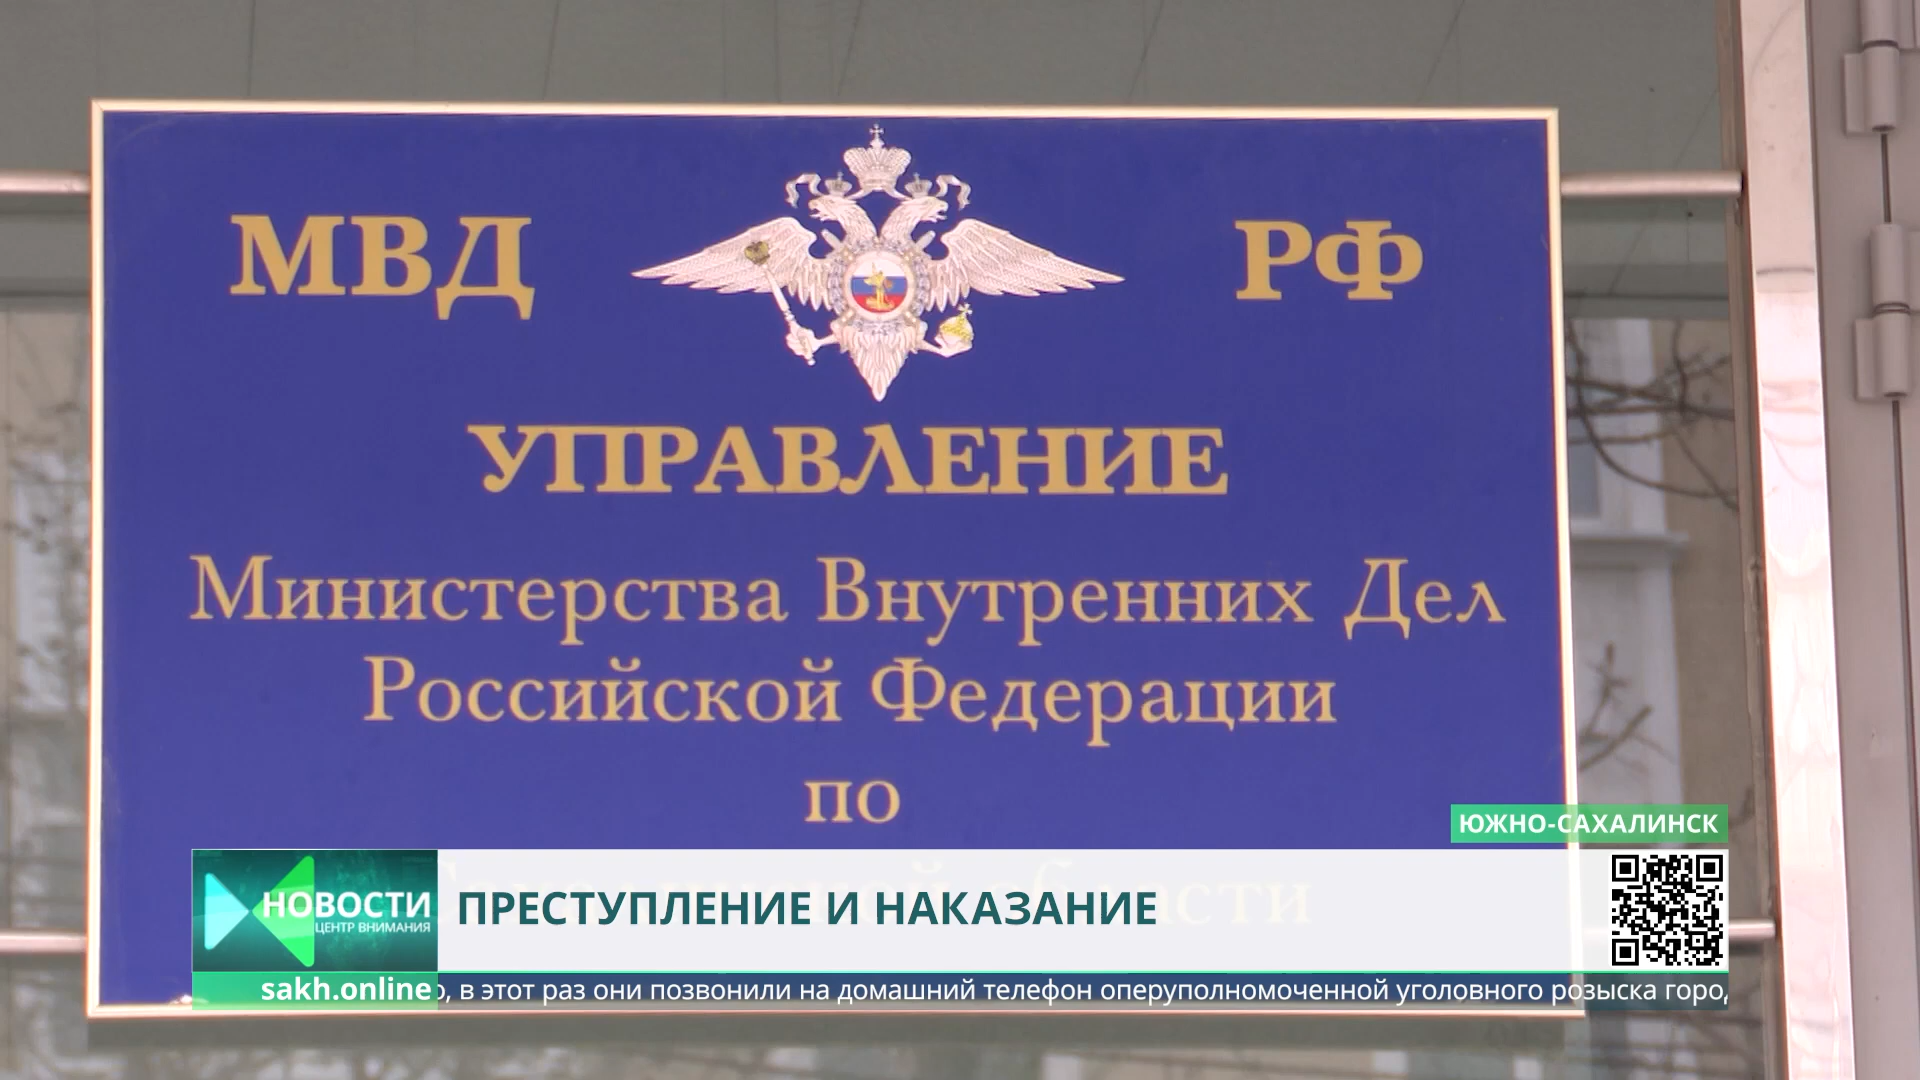 МВД РФ
УПРАВЛЕНИЕ
Министерства Внутренних Дел
Российской Федерации
по
ЮЖНО-САХАЛИНСК
НОВОСТИ
ЦЕНТР ВНИМАНИЯ
ПРЕСТУПЛЕНИЕ И НАКАЗАНИЕ
sakh.online
о, в этот раз они позвонили на домашний телефон оперуполномоченной уголовного розыска горо